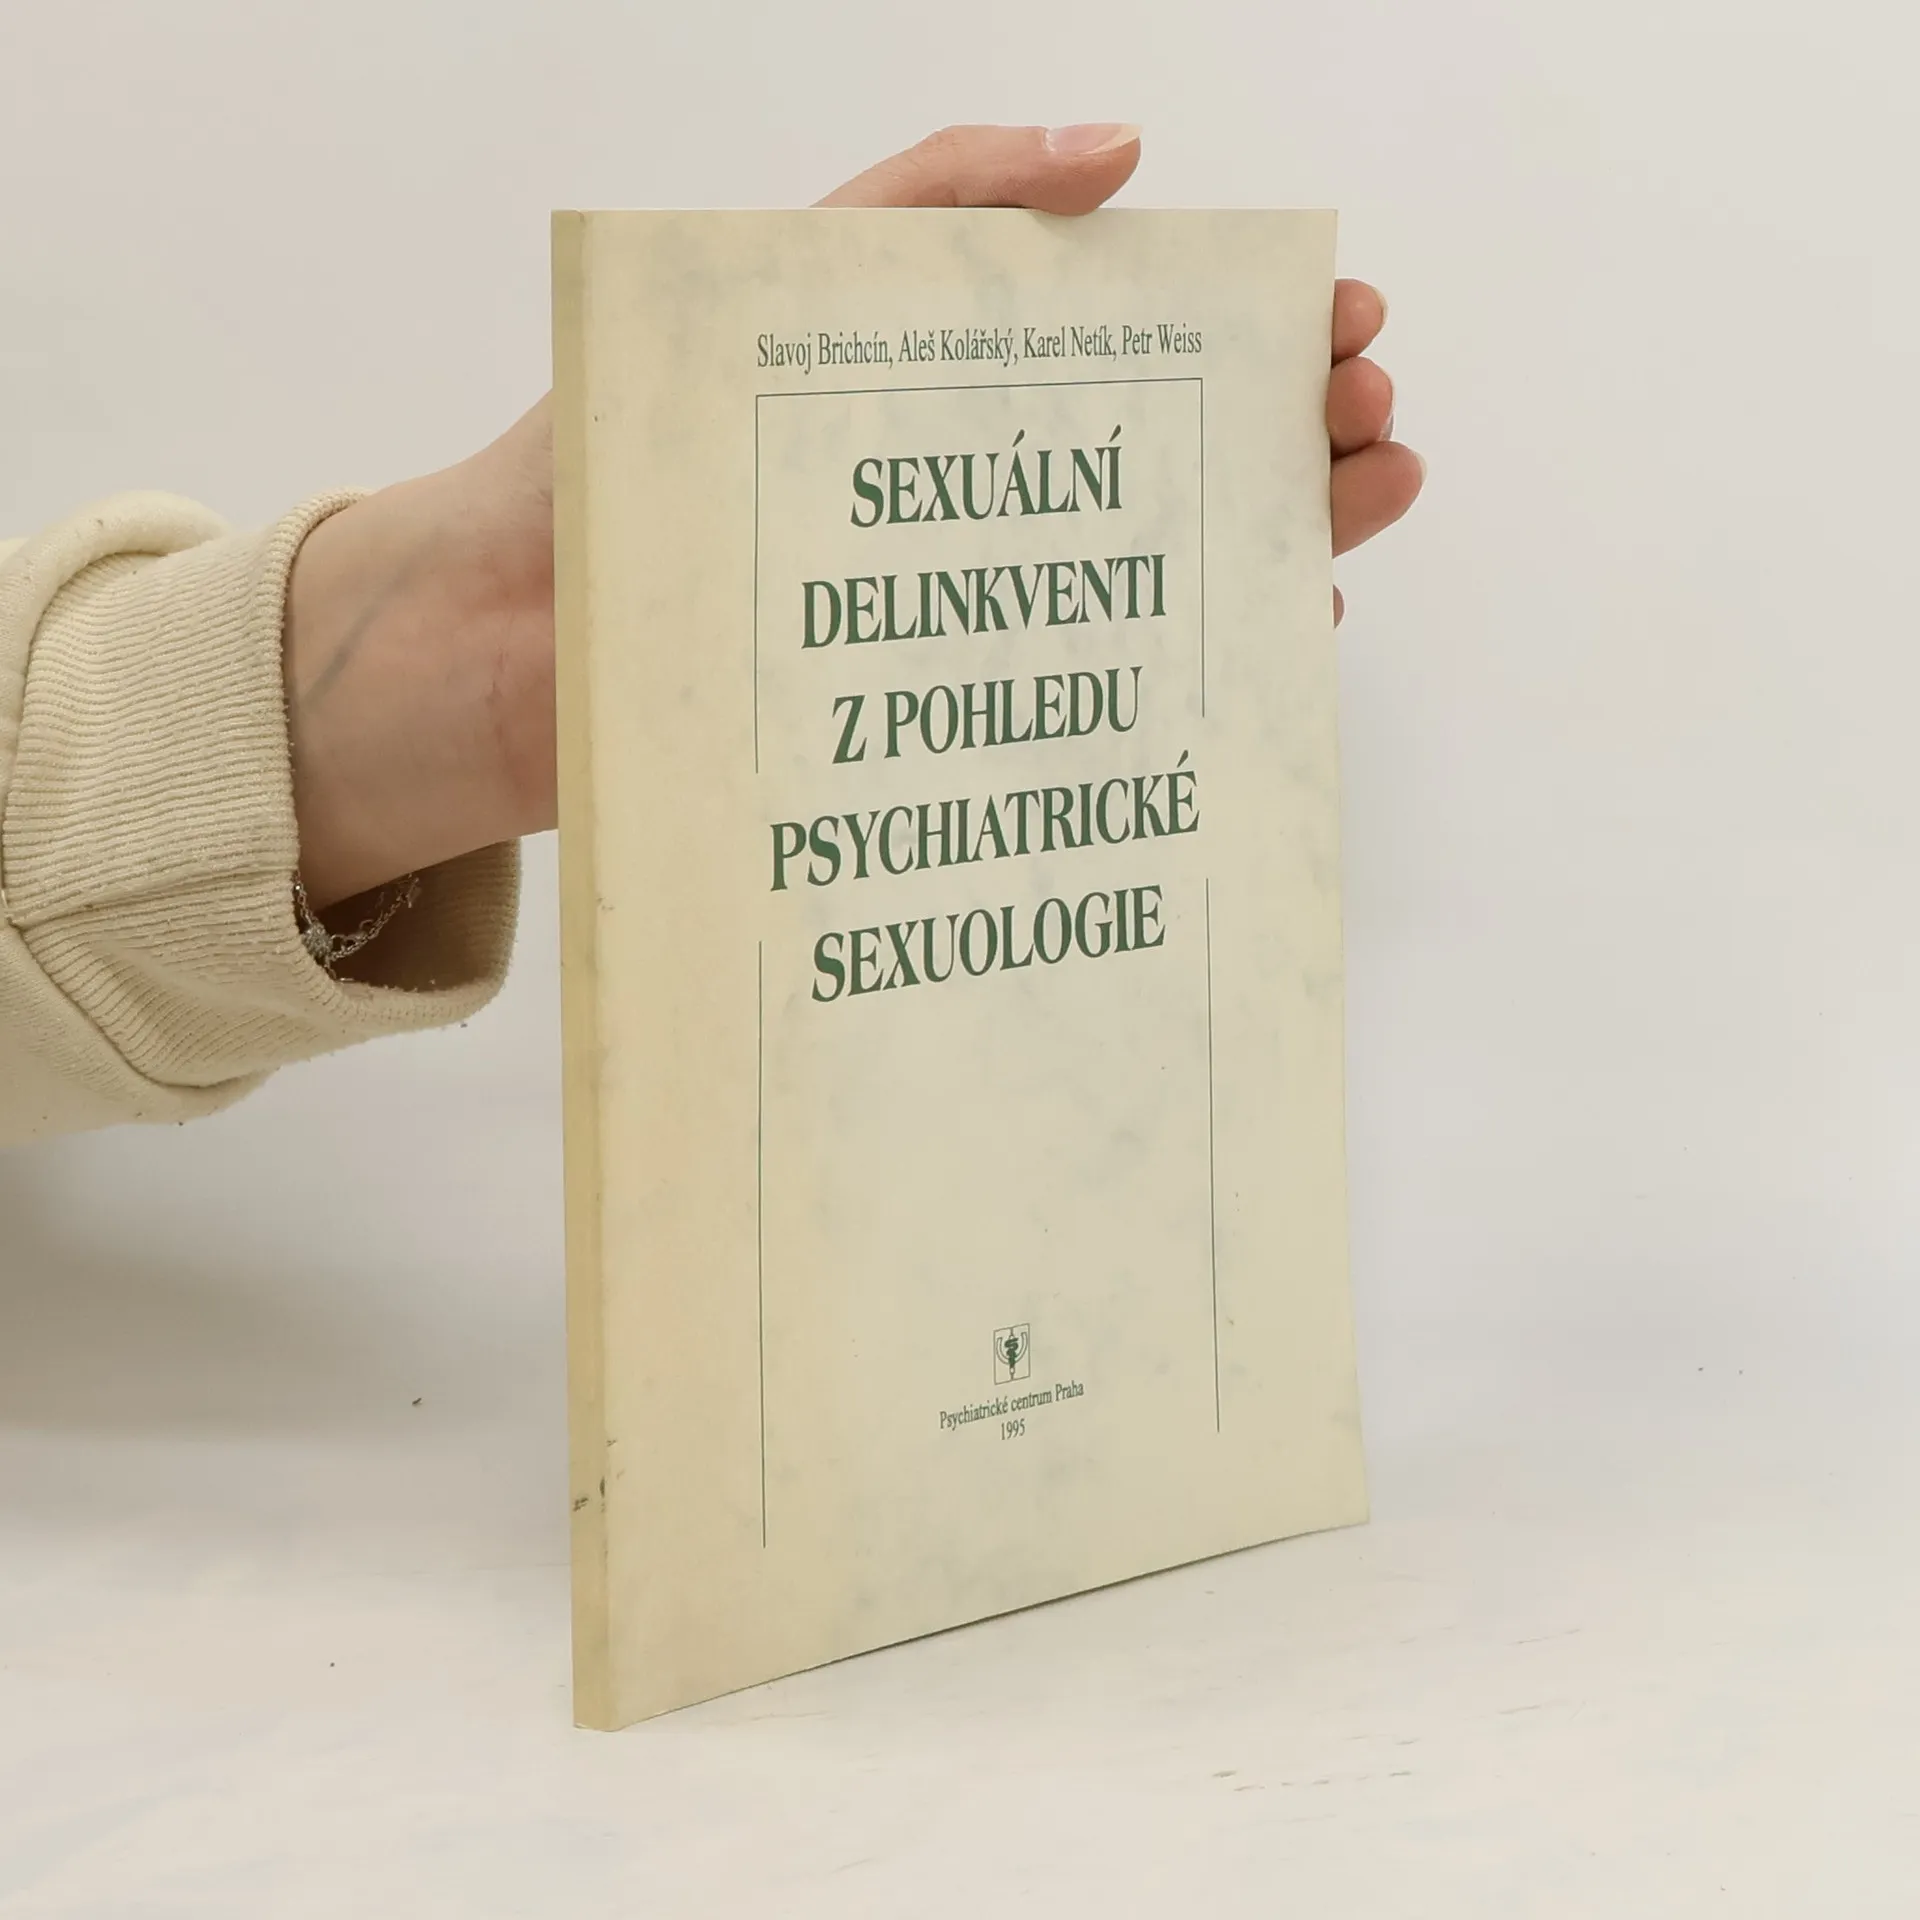 Slavoj Brichcín, Aleš Kolářský, Karel Netík, Petr Weiss
SEXUÁLNÍ
DELINKVENTI
Z POHLEDU
PSYCHIATRICKÉ
SEXUOLOGIE
Psychiatrické centrum Praha
1995